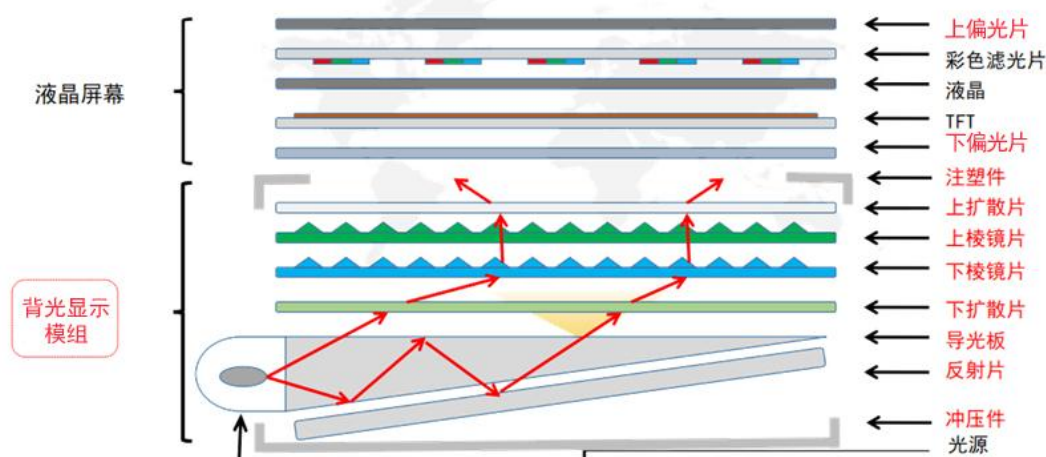 上偏光片
彩色滤光片
液晶屏幕
液晶
TFT
下偏光片
注塑件
上扩散片
上棱镜片
下棱镜片
背光显示
模组
下扩散片
导光板
反射片
冲压件
光源